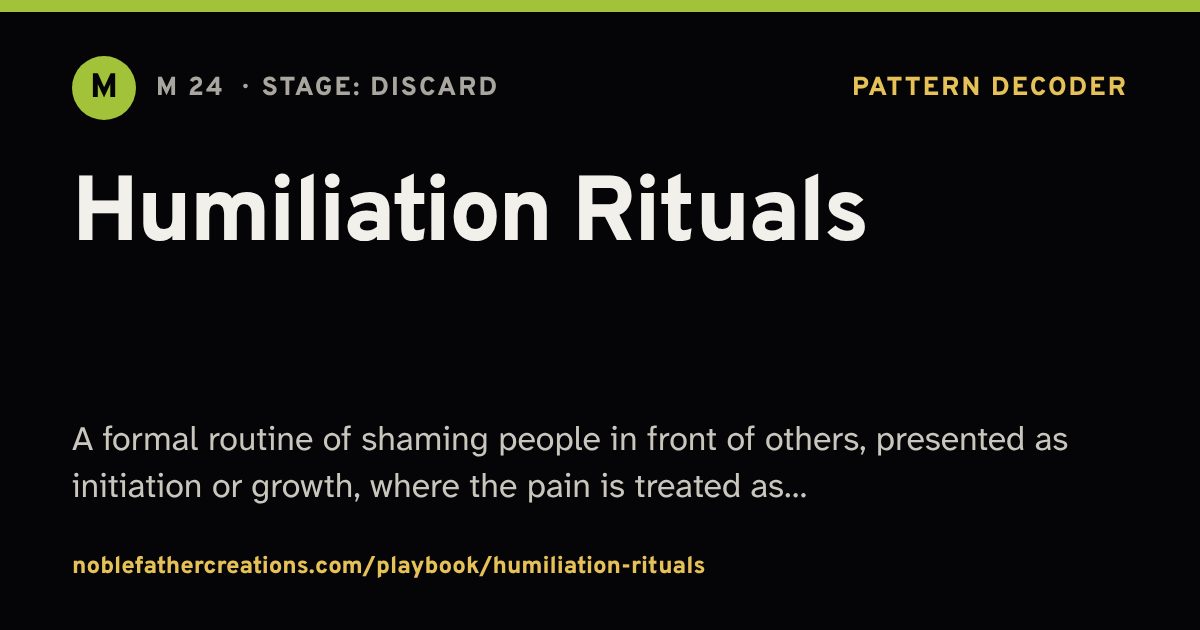 M
M 24 · STAGE: DISCARD
PATTERN DECODER
Humiliation Rituals
A formal routine of shaming people in front of others, presented as
initiation or growth, where the pain is treated as...
noblefathercreations.com/playbook/humiliation-rituals